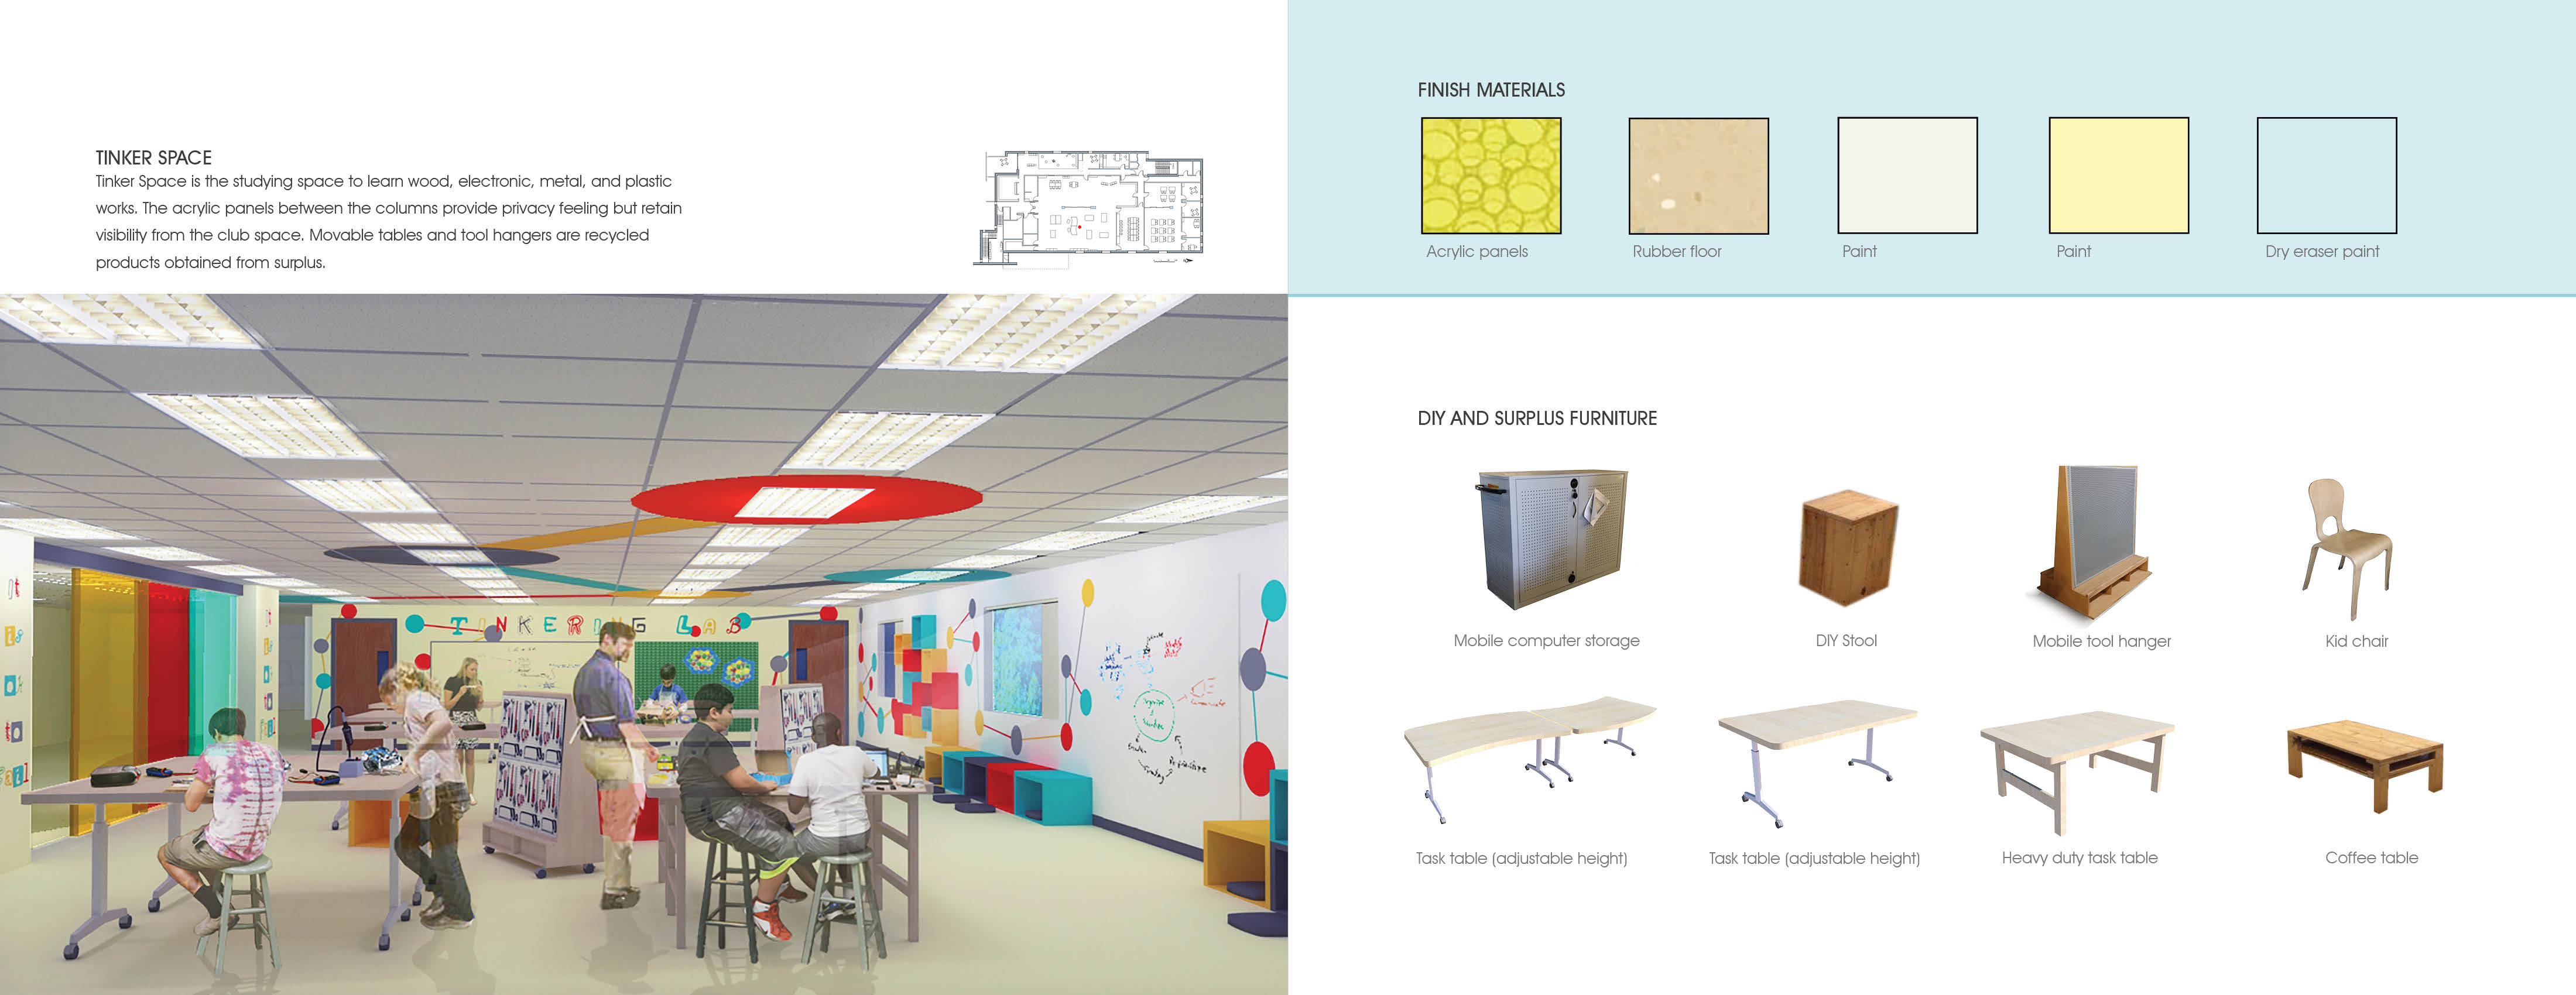 TINKER SPACE
Tinker Space is the studying space to learn wood, electronic, metal, and plastic
works. The acrylic panels between the columns provide privacy feeling but retain
visibility from the club space. Movable tables and tool hangers are recycled
products obtained from surplus.
TINKERING LAB
FINISH MATERIALS
Acrylic panels
Rubber floor
Paint
Paint
Dry eraser paint
DIY AND SURPLUS FURNITURE
Mobile computer storage
DIY Stool
Mobile tool hanger
Kid chair
Task table (adjustable height)
Task table (adjustable height)
Heavy duty task table
Coffee table